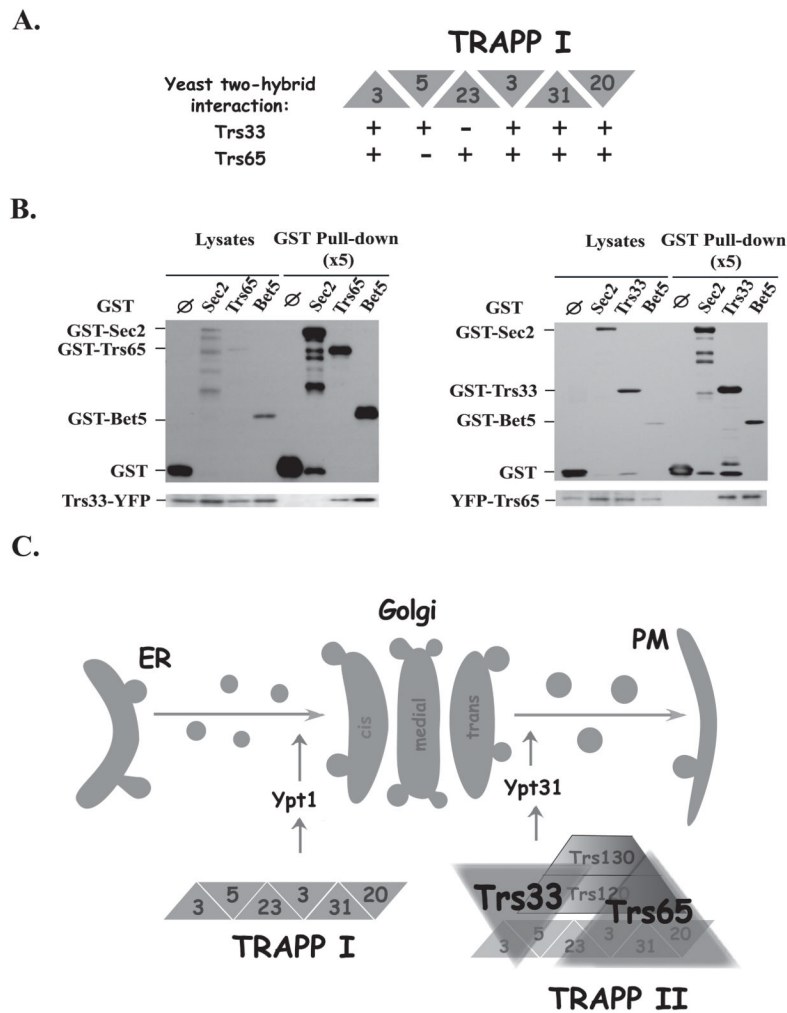 A.
TRAPP I
Yeast two-hybrid
interaction:
3 5 23 3 31 20
Trs33 + + - + + +
Trs65 + - + + + +
B.
Lysates GST Pull-down
(x5)
GST Φ Sec2 Trs65 Bet5 Φ Sec2 Trs65 Bet5
GST-Sec2
GST-Trs65
GST-Bet5
GST
Trs33-YFP
Lysates GST Pull-down
(x5)
GST Φ Sec2 Trs33 Bet5 Φ Sec2 Trs33 Bet5
GST-Sec2
GST-Trs33
GST-Bet5
GST
YFP-Trs65
C.
Golgi
ER
PM
cis medial trans
Ypt1
Ypt31
3 5 23 3 31 20
TRAPP I
Trs130
Trs120
Trs33
Trs65
3 5 23 3 31 20
TRAPP II